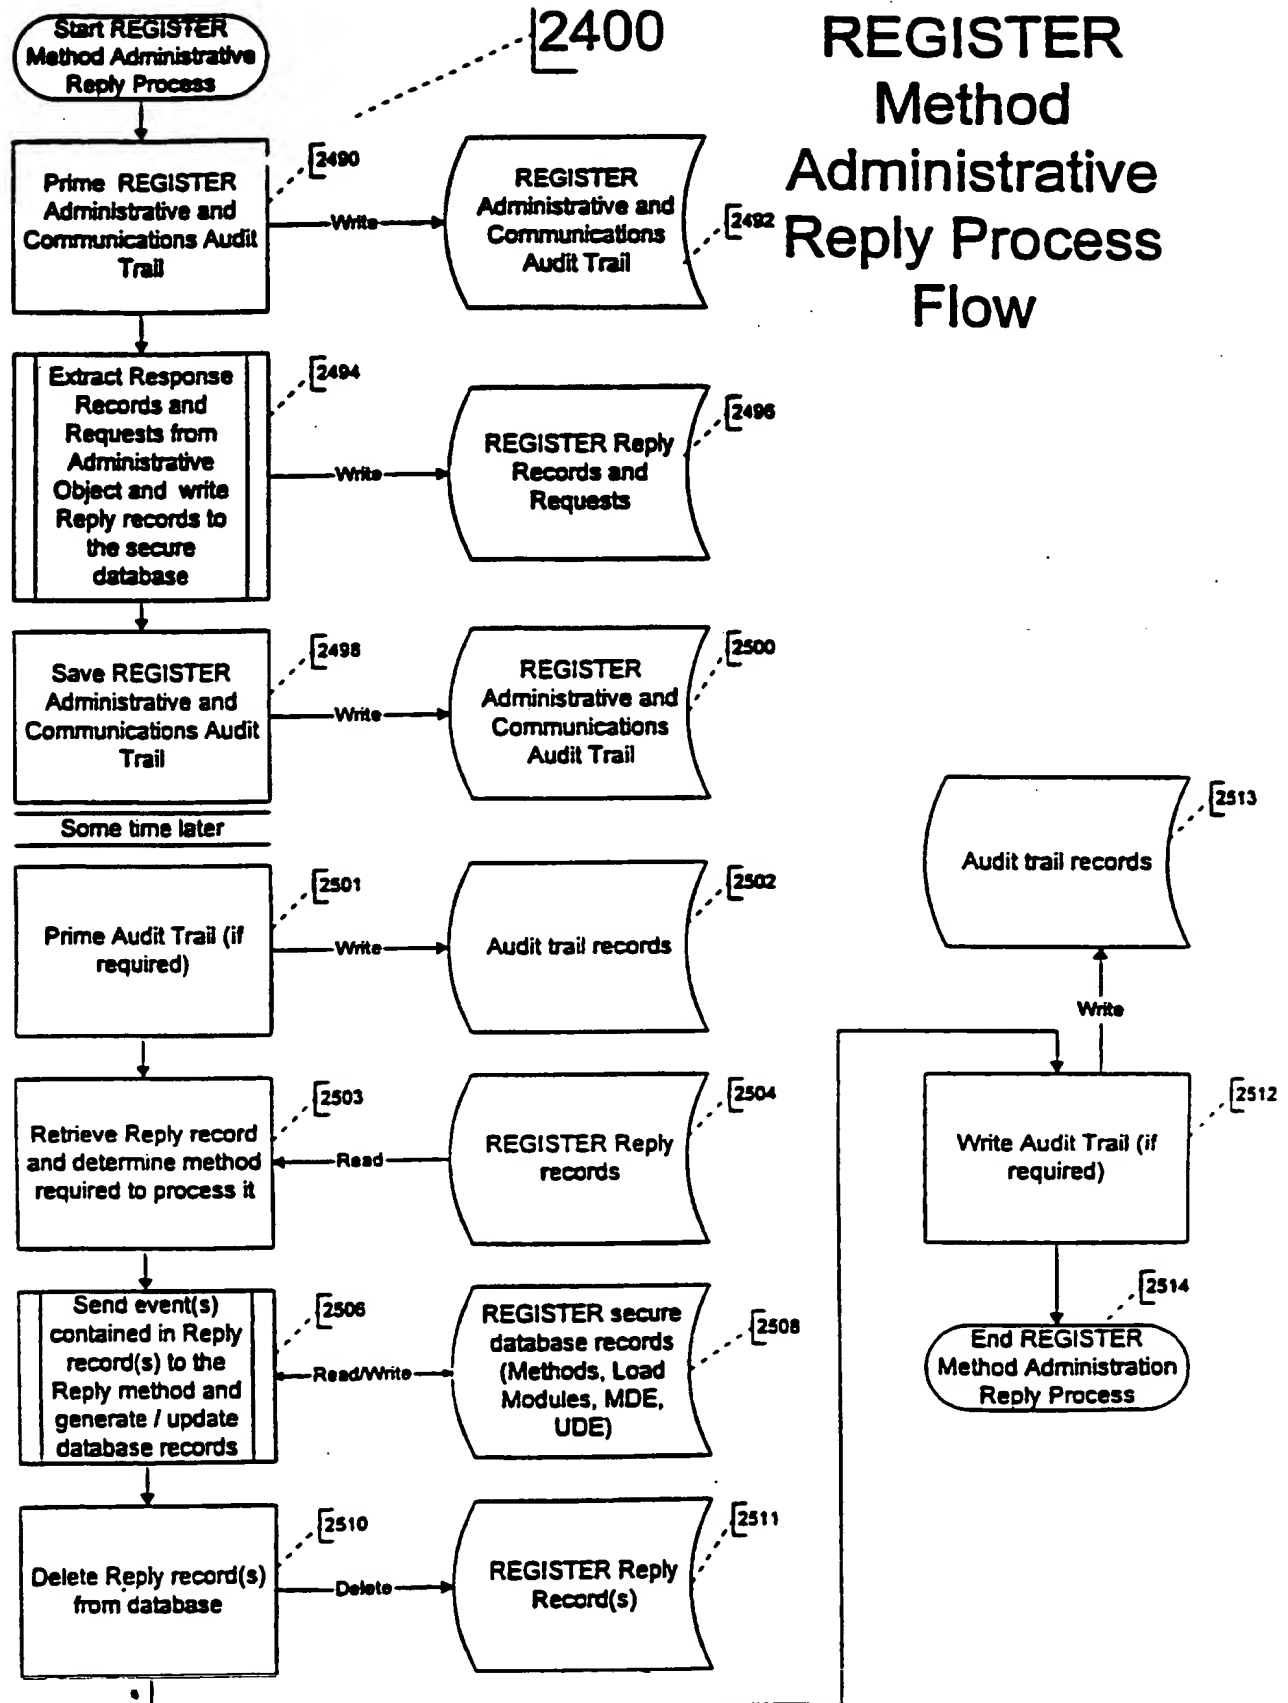 Start REGISTER
Method Administrative
Reply Process
2400
REGISTER
Method
Administrative
Reply Process
Flow
Prime REGISTER
Administrative and
Communications Audit
Trail
2490
Write
REGISTER
Administrative and
Communications
Audit Trail
2492
Extract Response
Records and
Requests from
Administrative
Object and write
Reply records to
the secure
database
2494
Write
REGISTER Reply
Records and
Requests
2496
Save REGISTER
Administrative and
Communications Audit
Trail
2498
Write
REGISTER
Administrative and
Communications
Audit Trail
2500
Some time later
Prime Audit Trail (if
required)
2501
Write
Audit trail records
2502
Retrieve Reply record
and determine method
required to process it
2503
Read
REGISTER Reply
records
2504
Send event(s)
contained in Reply
record(s) to the
Reply method and
generate / update
database records
2506
Read/Write
REGISTER secure
database records
(Methods, Load
Modules, MDE,
UDE)
2508
Delete Reply record(s)
from database
2510
Delete
REGISTER Reply
Record(s)
2511
Audit trail records
2513
Write
Write Audit Trail (if
required)
2512
2514
End REGISTER
Method Administration
Reply Process